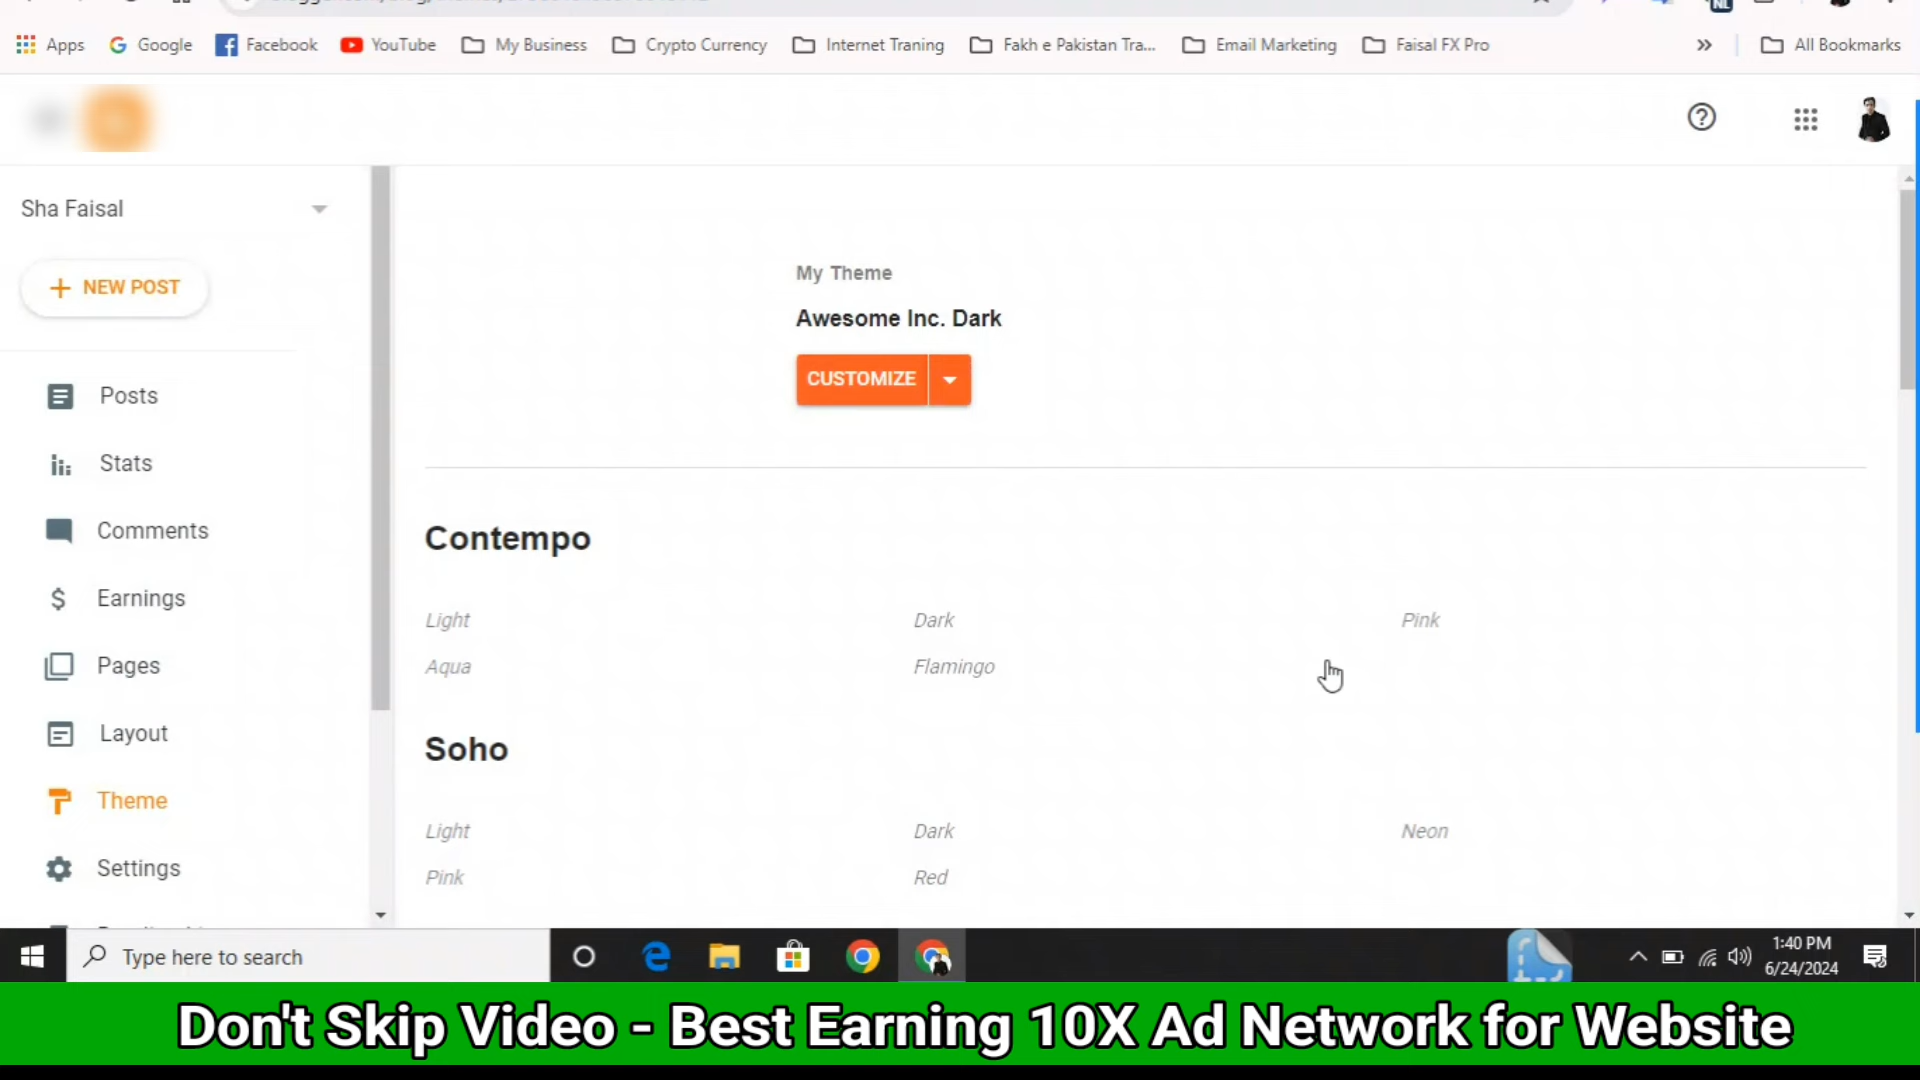 Apps Google Facebook YouTube My Business Crypto Currency Internet Traning Fakh e Pakistan Tra... Email Marketing Faisal FX Pro » All Bookmarks
Sha Faisal
+ NEW POST
Posts
Stats
Comments
Earnings
Pages
Layout
Theme
Settings
My Theme
Awesome Inc. Dark
CUSTOMIZE
Contempo
Light Dark Pink
Aqua Flamingo
Soho
Light Dark Neon
Pink Red
Type here to search
1:40 PM
6/24/2024
Don't Skip Video - Best Earning 10X Ad Network for Website